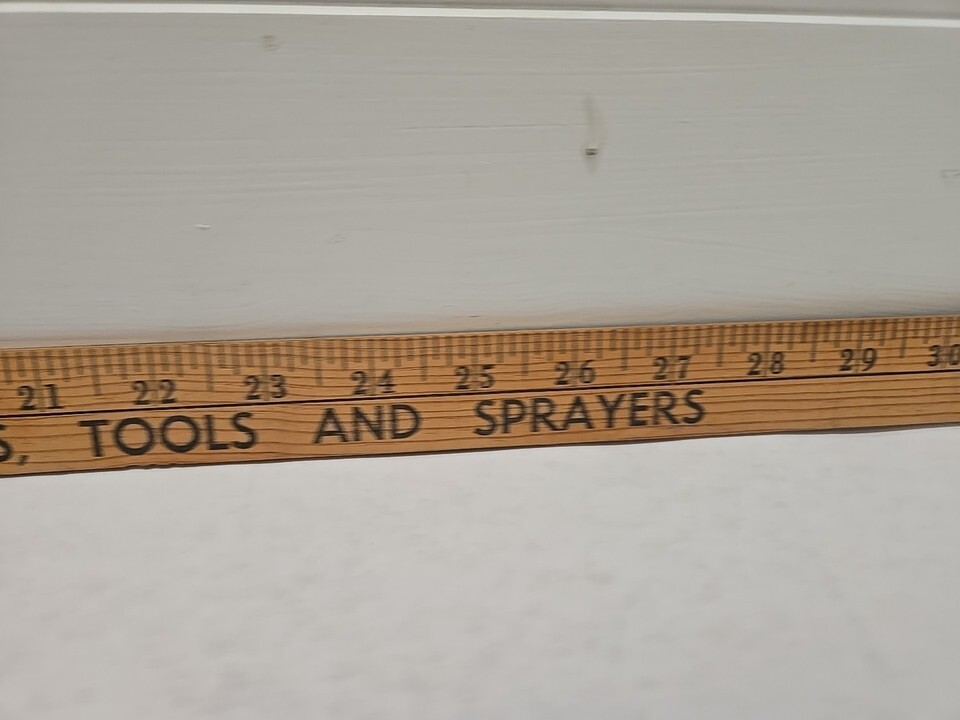 21 22 23 24 25 26 27 28 29 30
S, TOOLS AND SPRAYERS